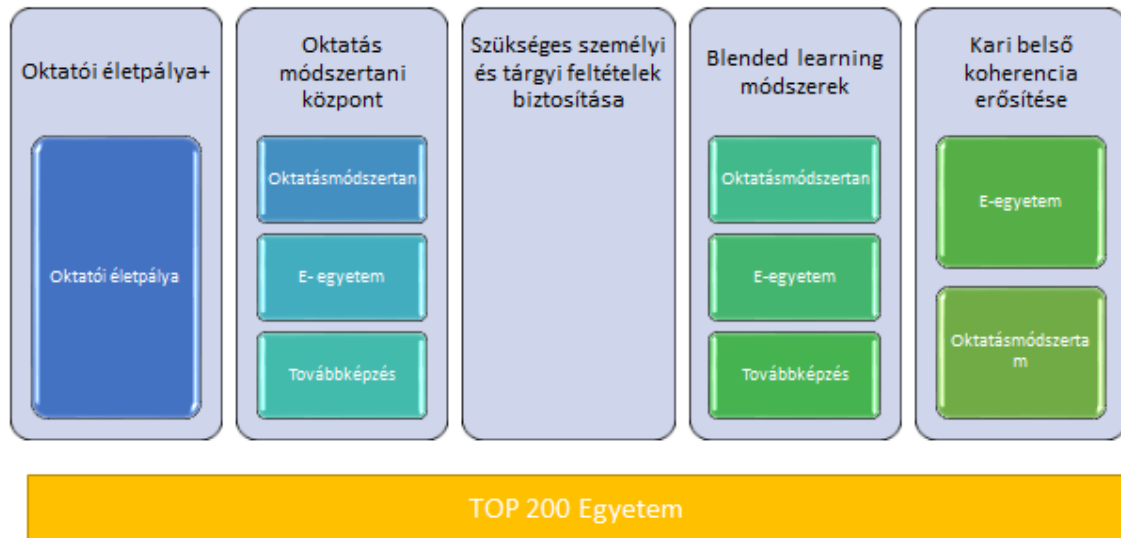 Oktatói életpálya+
Oktatói életpálya
Oktatás
módszertani
központ
Oktatásmódszertan
E- egyetem
Továbbképzés
Szükséges személyi
és tárgyi feltételek
biztosítása
Blended learning
módszerek
Oktatásmódszertan
E-egyetem
Továbbképzés
Kari belső
koherencia
erősítése
E-egyetem
Oktatásmódszerta
m
TOP 200 Egyetem